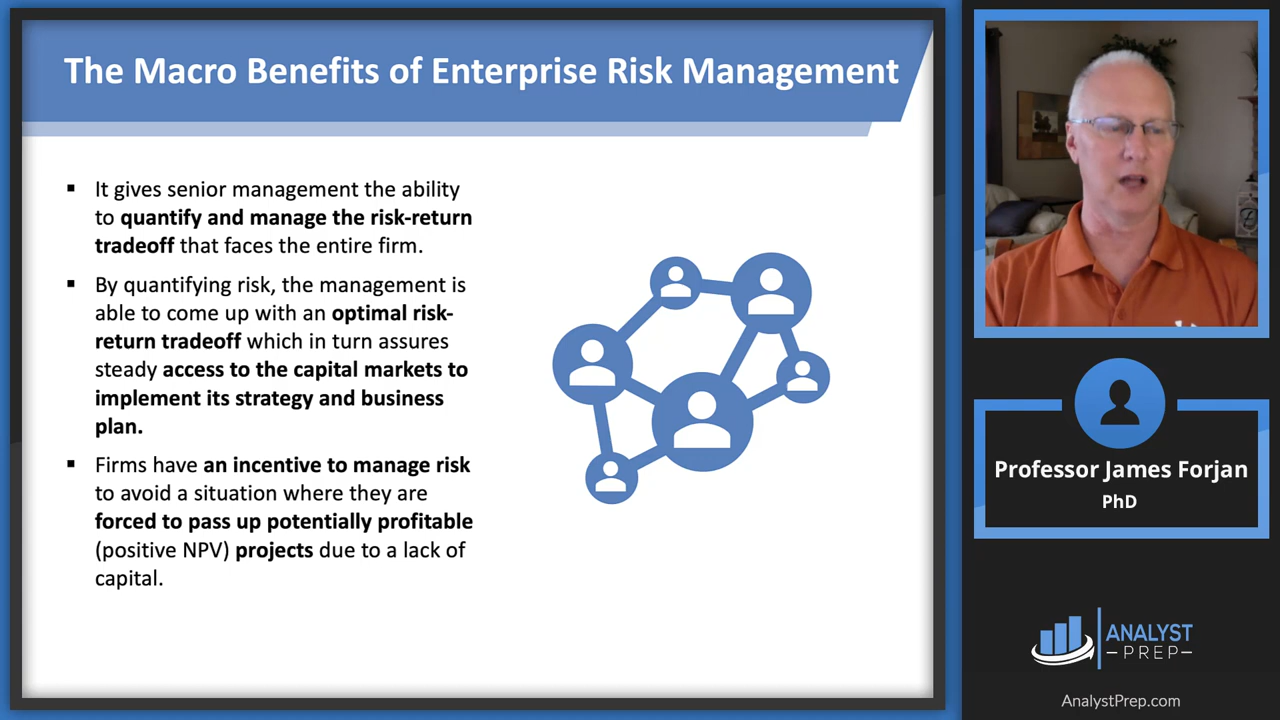 The Macro Benefits of Enterprise Risk Management
▪ It gives senior management the ability
to quantify and manage the risk-return
tradeoff that faces the entire firm.
▪ By quantifying risk, the management is
able to come up with an optimal risk-
return tradeoff which in turn assures
steady access to the capital markets to
implement its strategy and business
plan.
▪ Firms have an incentive to manage risk
to avoid a situation where they are
forced to pass up potentially profitable
(positive NPV) projects due to a lack of
capital.
Professor James Forjan
PhD
ANALYST
PREP
AnalystPrep.com